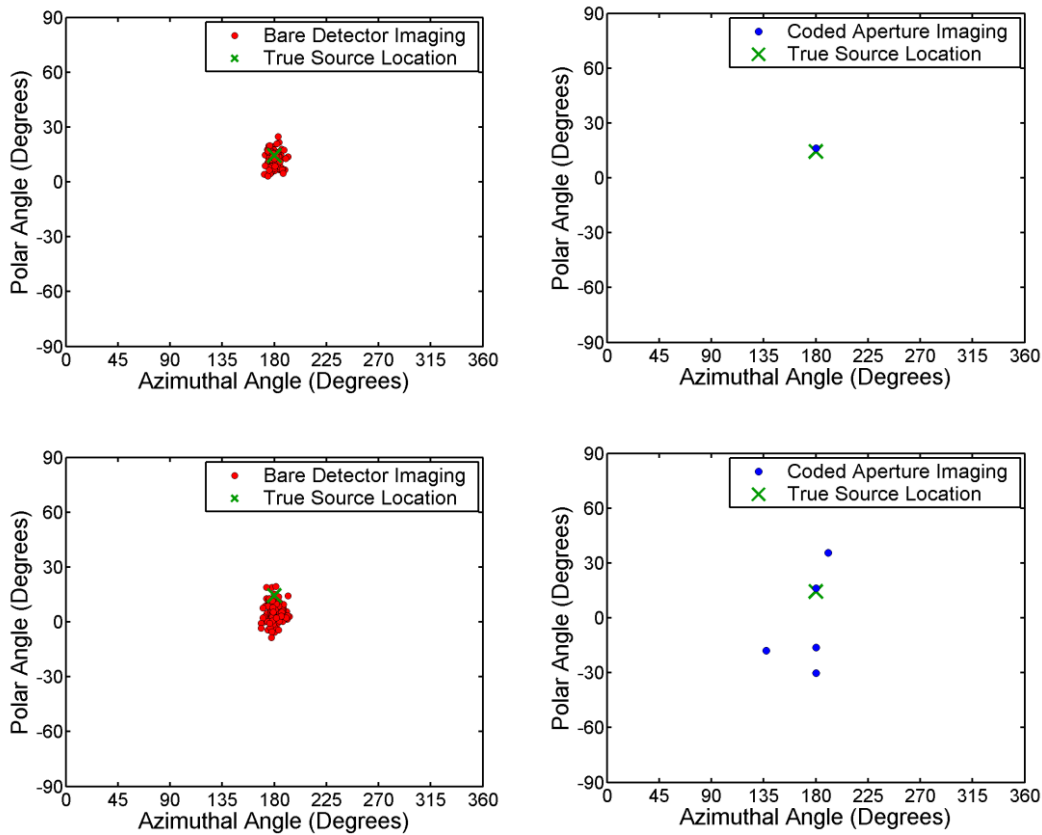 90
60
30
0
-30
-60
-90
Polar Angle (Degrees)
Bare Detector Imaging
True Source Location
0 45 90 135 180 225 270 315 360
Azimuthal Angle (Degrees)
90
60
30
0
-30
-60
-90
Polar Angle (Degrees)
Coded Aperture Imaging
True Source Location
0 45 90 135 180 225 270 315 360
Azimuthal Angle (Degrees)
90
60
30
0
-30
-60
-90
Polar Angle (Degrees)
Bare Detector Imaging
True Source Location
0 45 90 135 180 225 270 315 360
Azimuthal Angle (Degrees)
90
60
30
0
-30
-60
-90
Polar Angle (Degrees)
Coded Aperture Imaging
True Source Location
0 45 90 135 180 225 270 315 360
Azimuthal Angle (Degrees)